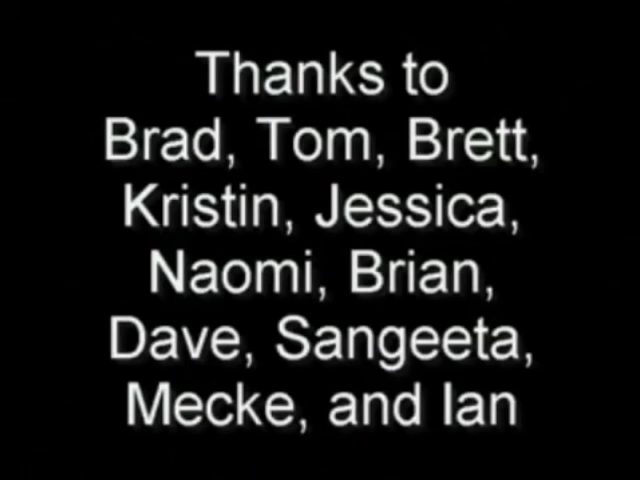 Thanks to
Brad, Tom, Brett,
Kristin, Jessica,
Naomi, Brian,
Dave, Sangeeta,
Mecke, and Ian